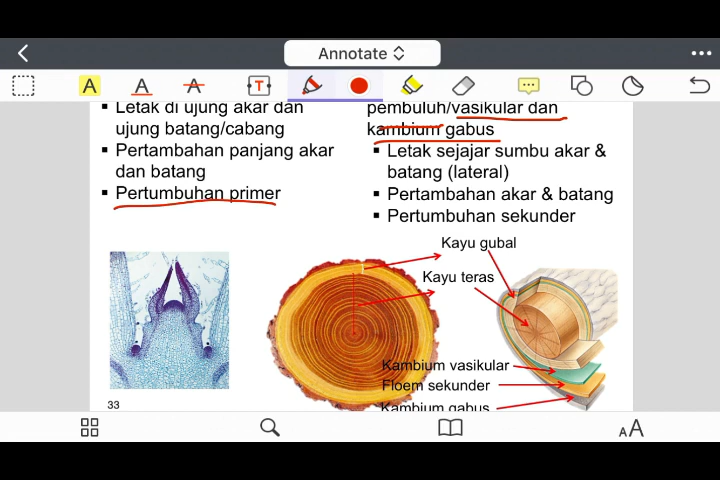 Annotate
A
A
A
T
Letak di ujung akar dan
ujung batang/cabang
Pertambahan panjang akar
dan batang
Pertumbuhan primer
pembuluh/vasikular dan
kambium gabus
Letak sejajar sumbu akar &
batang (lateral)
Pertambahan akar & batang
Pertumbuhan sekunder
Kayu gubal
Kayu teras
Kambium vasikular
Floem sekunder
Kambium gabus
33
AA